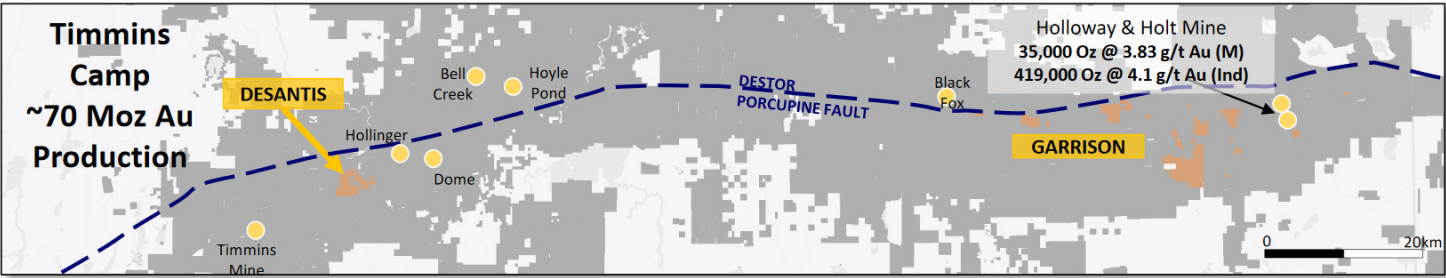 Timmins
Camp
~70 Moz Au
Production
DESANTIS
Bell
Creek
Hoyle
Pond
Hollinger
Dome
Timmins
Mine
DESTOR
PORCUPINE FAULT
Black
Fox
Holloway & Holt Mine
35,000 Oz @ 3.83 g/t Au (M)
419,000 Oz @ 4.1 g/t Au (Ind)
GARRISON
0 20km